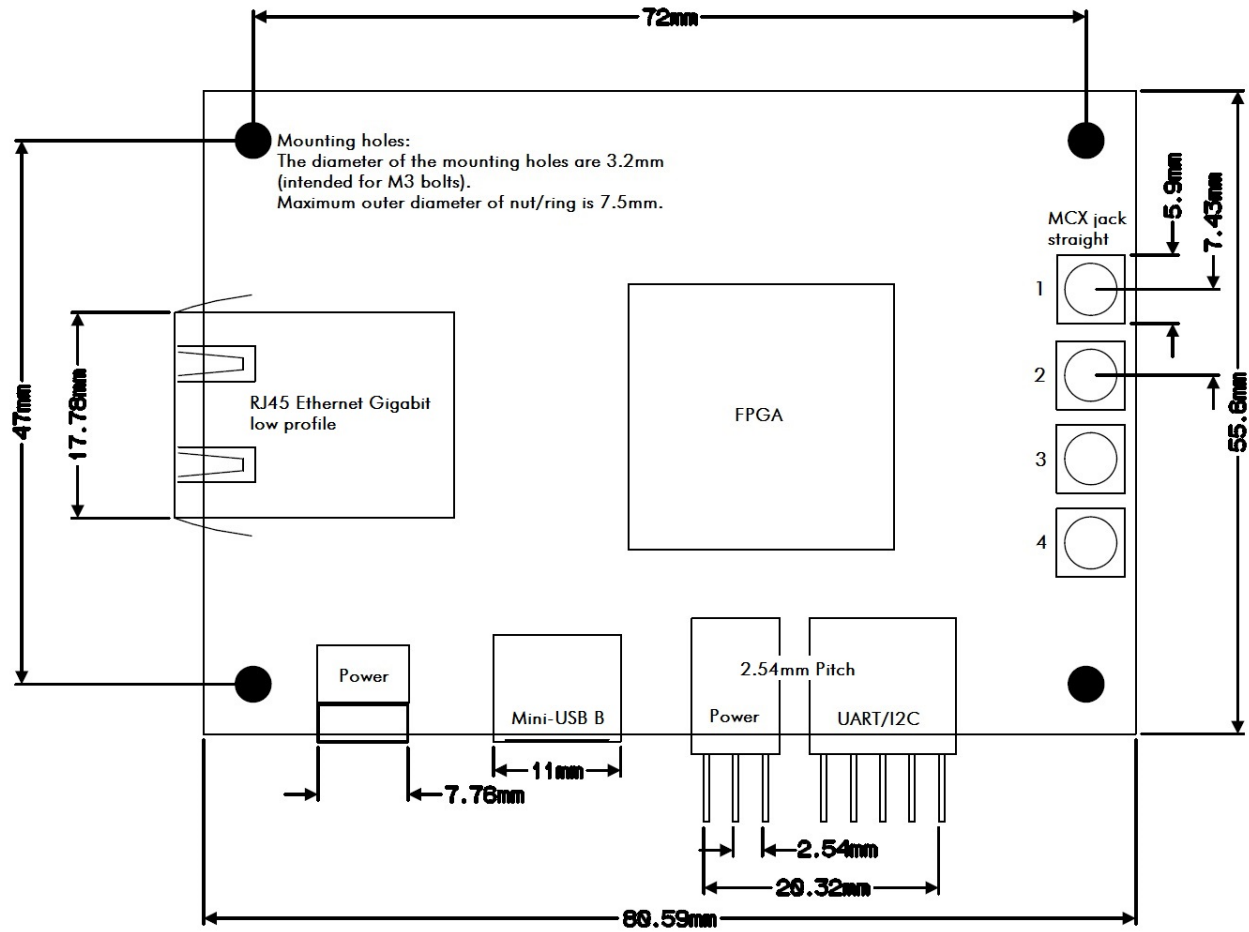 72mm
Mounting holes:
The diameter of the mounting holes are 3.2mm
(intended for M3 bolts).
Maximum outer diameter of nut/ring is 7.5mm.
5.9mm
7.43mm
MCX jack
straight
1
2
3
4
47mm
17.78mm
RJ45 Ethernet Gigabit
low profile
FPGA
55.6mm
Power
Mini-USB B
2.54mm Pitch
Power
UART/I2C
11mm
7.78mm
2.54mm
20.32mm
80.59mm